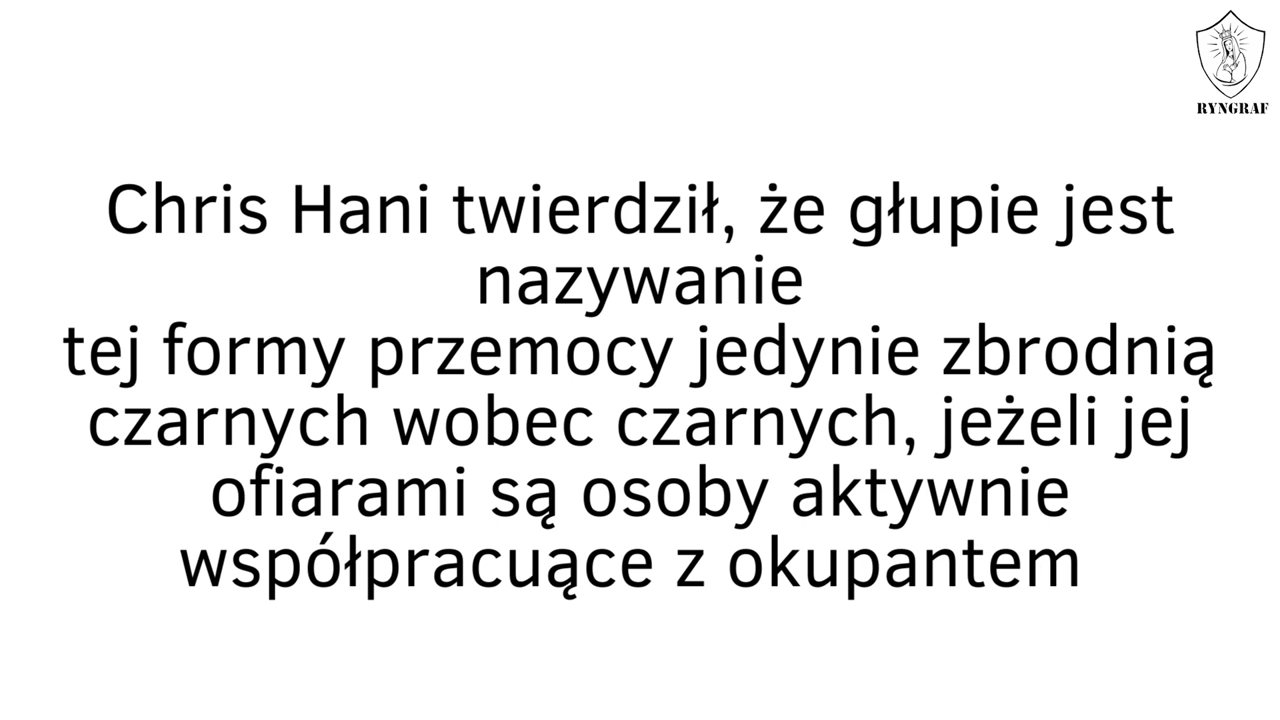 RYNGRAF
Chris Hani twierdził, że głupie jest
nazywanie
tej formy przemocy jedynie zbrodnią
czarnych wobec czarnych, jeżeli jej
ofiarami są osoby aktywnie
współpracuące z okupantem